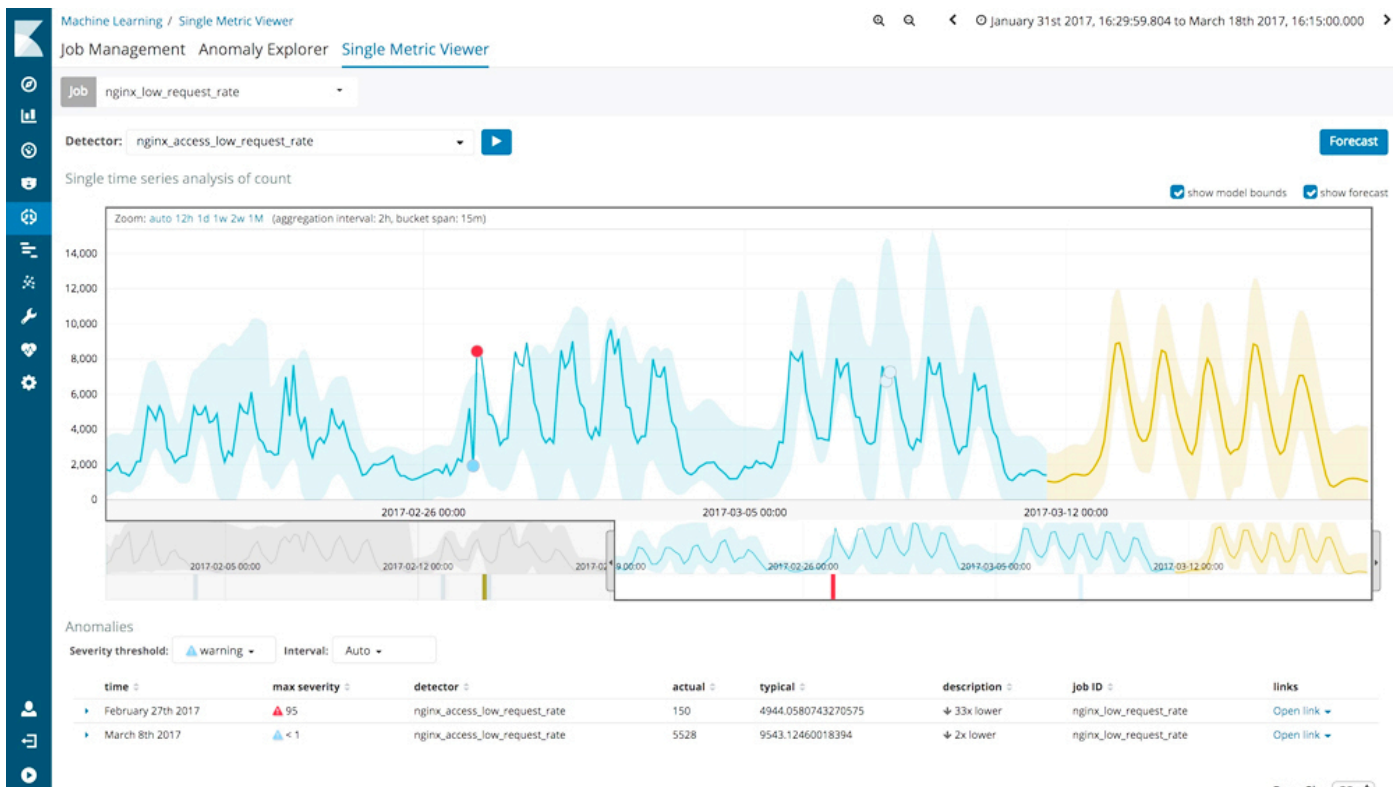 Machine Learning / Single Metric Viewer
January 31st 2017, 16:29:59.804 to March 18th 2017, 16:15:00.000
Job Management Anomaly Explorer Single Metric Viewer
Job nginx_low_request_rate
Detector: nginx_access_low_request_rate
Forecast
Single time series analysis of count
show model bounds show forecast
Zoom: auto 12h 1d 1w 2w 1M (aggregation interval: 2h, bucket span: 15m)
14,000
12,000
10,000
8,000
6,000
4,000
2,000
0
2017-02-26 00:00 2017-03-05 00:00 2017-03-12 00:00
2017-02-05 00:00 2017-02-12 00:00 2017-02 9 00:00 2017-02-26 00:00 2017-03-05 00:00 2017-03-12 00:00
Anomalies
Severity threshold: warning Interval: Auto
time max severity detector actual typical description job ID links
February 27th 2017 95 nginx_access_low_request_rate 150 4944.0580743270575 33x lower nginx_low_request_rate Open link
March 8th 2017 < 1 nginx_access_low_request_rate 5528 9543.12460018394 2x lower nginx_low_request_rate Open link